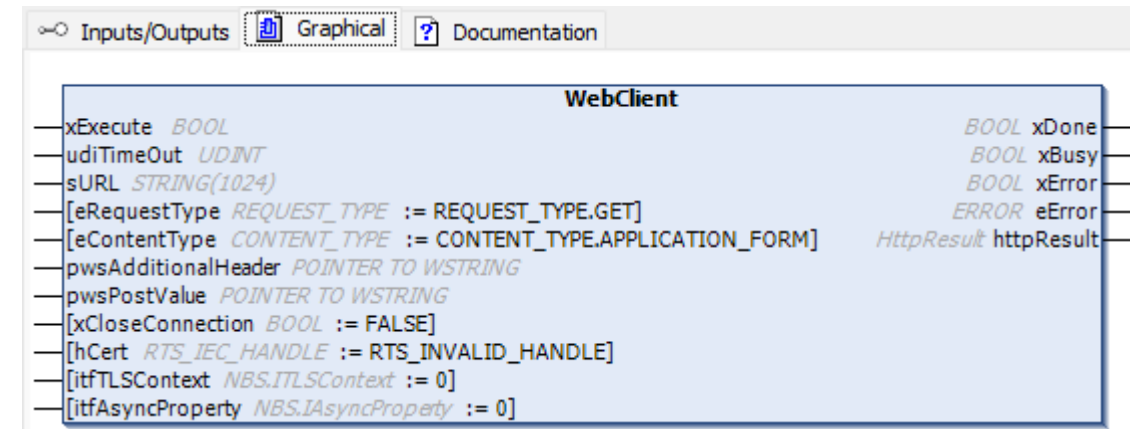 Inputs/Outputs Graphical Documentation
WebClient
xExecute BOOL BOOL xDone
udiTimeOut UDINT BOOL xBusy
sURL STRING(1024) BOOL xError
[eRequestType REQUEST_TYPE := REQUEST_TYPE.GET] ERROR eError
[eContentType CONTENT_TYPE := CONTENT_TYPE.APPLICATION_FORM] HttpResult httpResult
pwsAdditionalHeader POINTER TO WSTRING
pwsPostValue POINTER TO WSTRING
[xCloseConnection BOOL := FALSE]
[hCert RTS_IEC_HANDLE := RTS_INVALID_HANDLE]
[itfTLSContext NBS.ITLSContext := 0]
[itfAsyncProperty NBS.IAsyncProperty := 0]